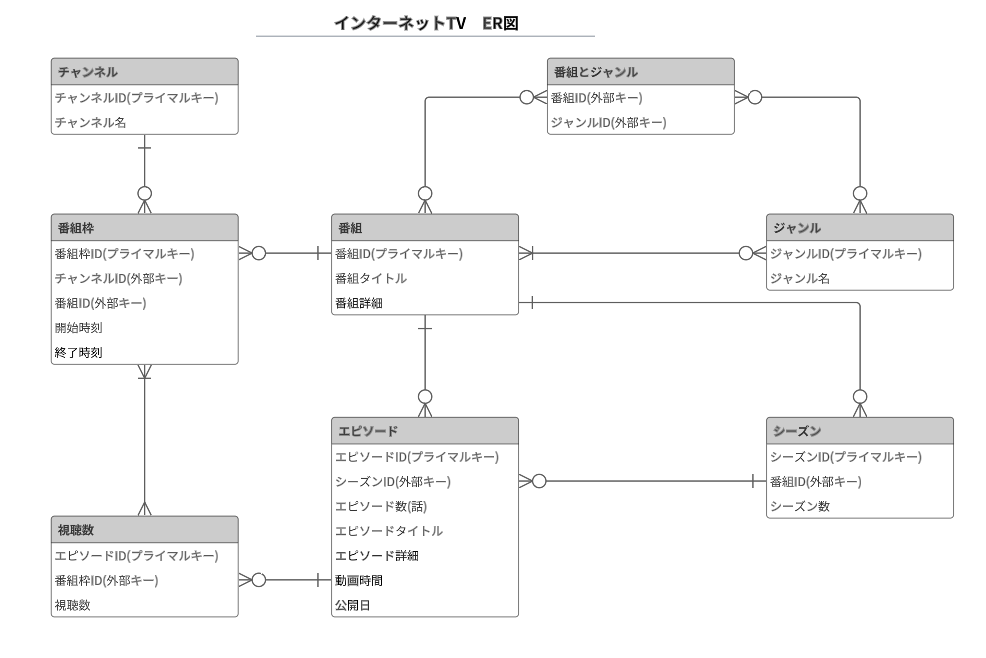 インターネットTV　ER図
チャンネル
チャンネルID(プライマルキー)
チャンネル名
番組とジャンル
番組ID(外部キー)
ジャンルID(外部キー)
番組枠
番組枠ID(プライマルキー)
チャンネルID(外部キー)
番組ID(外部キー)
開始時刻
終了時刻
番組
番組ID(プライマルキー)
番組タイトル
番組詳細
ジャンル
ジャンルID(プライマルキー)
ジャンル名
エピソード
エピソードID(プライマルキー)
シーズンID(外部キー)
エピソード数(話)
エピソードタイトル
エピソード詳細
動画時間
公開日
シーズン
シーズンID(プライマルキー)
番組ID(外部キー)
シーズン数
視聴数
エピソードID(プライマルキー)
番組枠ID(外部キー)
視聴数